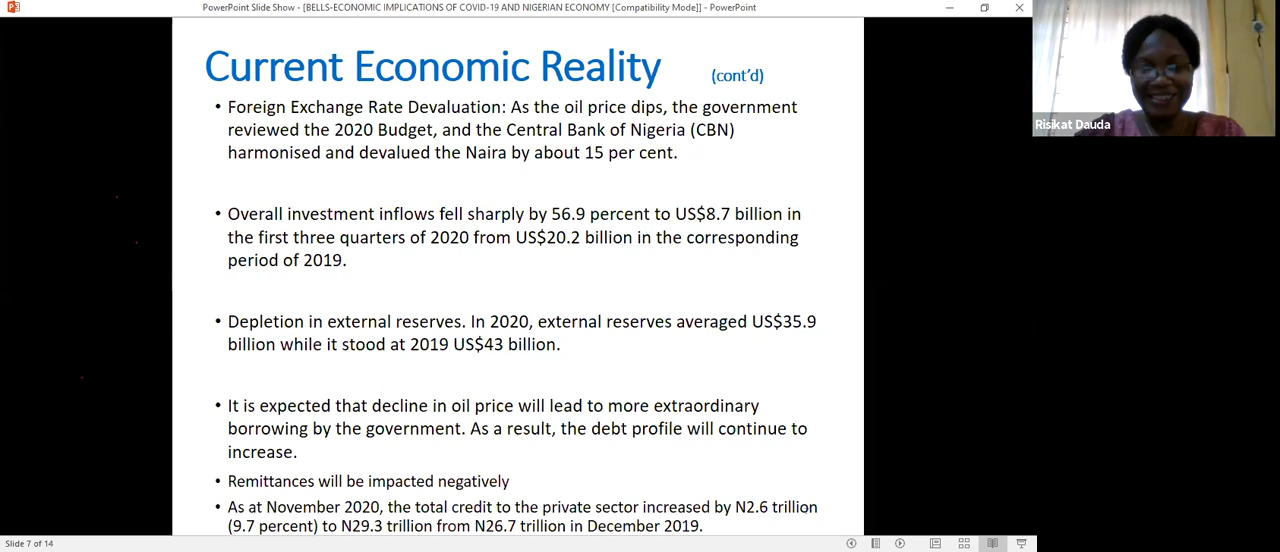 PowerPoint Slide Show - [BELLS-ECONOMIC IMPLICATIONS OF COVID-19 AND NIGERIAN ECONOMY [Compatibility Mode]] - PowerPoint
Current Economic Reality (cont'd)
• Foreign Exchange Rate Devaluation: As the oil price dips, the government
reviewed the 2020 Budget, and the Central Bank of Nigeria (CBN)
harmonised and devalued the Naira by about 15 per cent.
• Overall investment inflows fell sharply by 56.9 percent to US$8.7 billion in
the first three quarters of 2020 from US$20.2 billion in the corresponding
period of 2019.
• Depletion in external reserves. In 2020, external reserves averaged US$35.9
billion while it stood at 2019 US$43 billion.
• It is expected that decline in oil price will lead to more extraordinary
borrowing by the government. As a result, the debt profile will continue to
increase.
• Remittances will be impacted negatively
• As at November 2020, the total credit to the private sector increased by N2.6 trillion
(9.7 percent) to N29.3 trillion from N26.7 trillion in December 2019.
Slide 7 of 14
Risikat Dauda